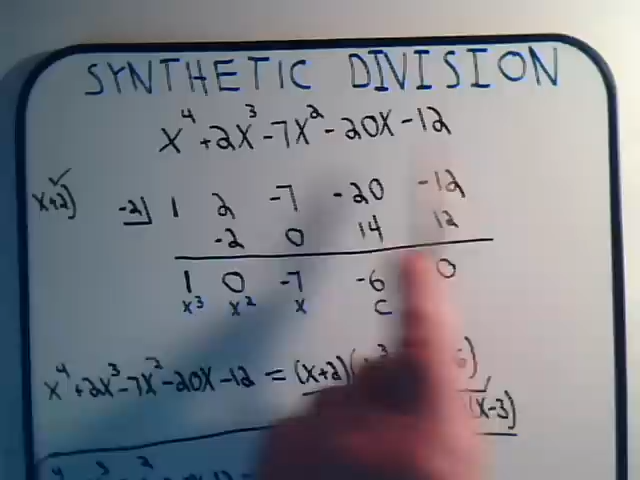 SYNTHETIC DIVISION
x⁴+2x³-7x²-20x-12
x+2) ✓ -2) 1 2 -7 -20 -12
-2 0 14 12
1 0 -7 -6 0
x³ x² x C
x⁴+2x³-7x²-20x-12 = (x+2)(
(x-3)